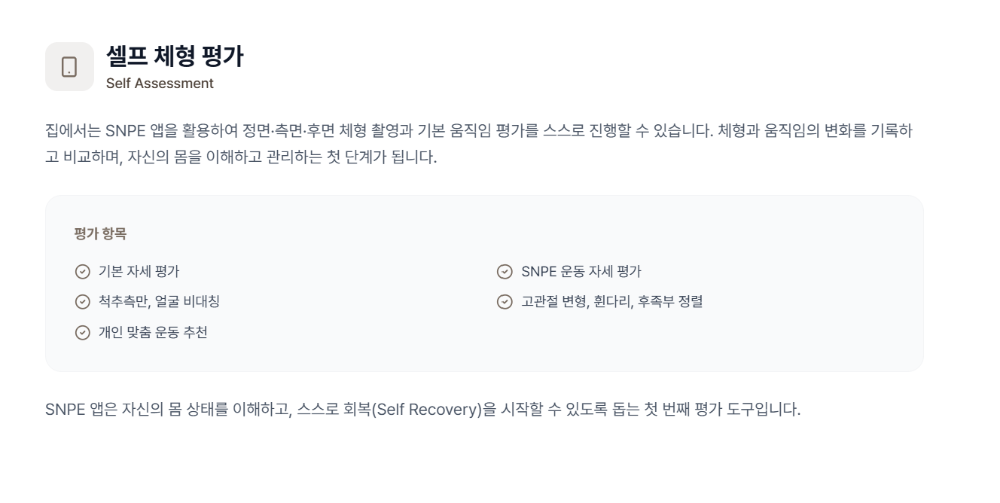 셀프 체형 평가
Self Assessment
집에서는 SNPE 앱을 활용하여 정면·측면·후면 체형 촬영과 기본 움직임 평가를 스스로 진행할 수 있습니다. 체형과 움직임의 변화를 기록하
고 비교하며, 자신의 몸을 이해하고 관리하는 첫 단계가 됩니다.
평가 항목
기본 자세 평가
SNPE 운동 자세 평가
척추측만, 얼굴 비대칭
고관절 변형, 휜다리, 후족부 정렬
개인 맞춤 운동 추천
SNPE 앱은 자신의 몸 상태를 이해하고, 스스로 회복(Self Recovery)을 시작할 수 있도록 돕는 첫 번째 평가 도구입니다.